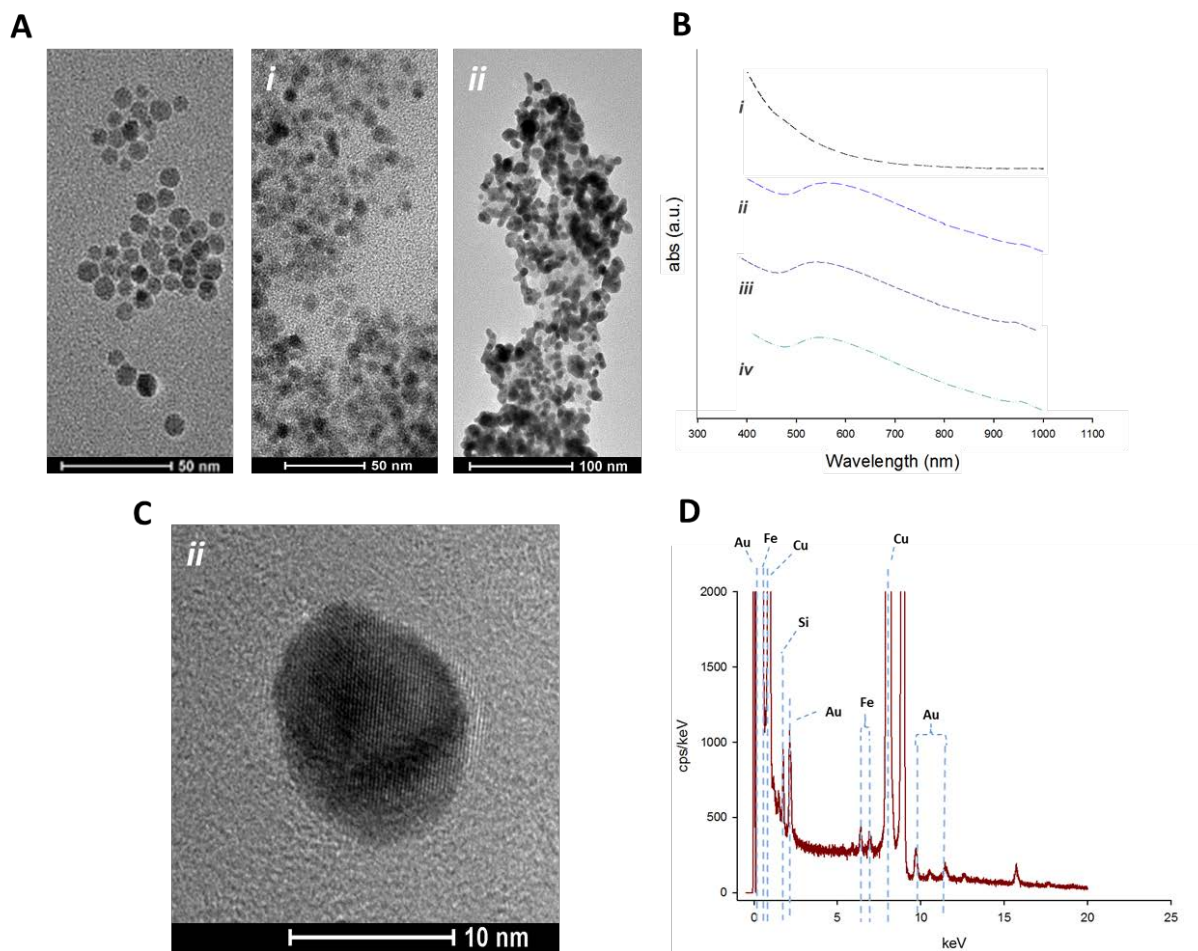 A
i
ii
50 nm
50 nm
100 nm
B
i
ii
iii
iv
abs (a.u.)
300 400 500 600 700 800 900 1000 1100
Wavelength (nm)
C
ii
10 nm
D
Au Fe Cu Cu
Si
Au Fe Au
2000
1500
1000
500
0
cps/keV
0 5 10 15 20 25
keV